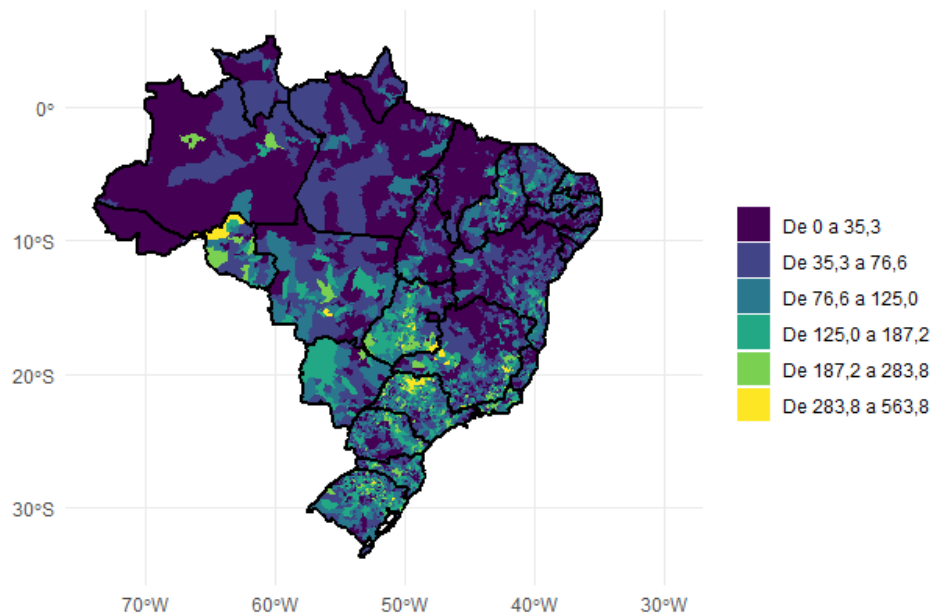 0°
10°S
20°S
30°S
70°W
60°W
50°W
40°W
30°W
De 0 a 35,3
De 35,3 a 76,6
De 76,6 a 125,0
De 125,0 a 187,2
De 187,2 a 283,8
De 283,8 a 563,8